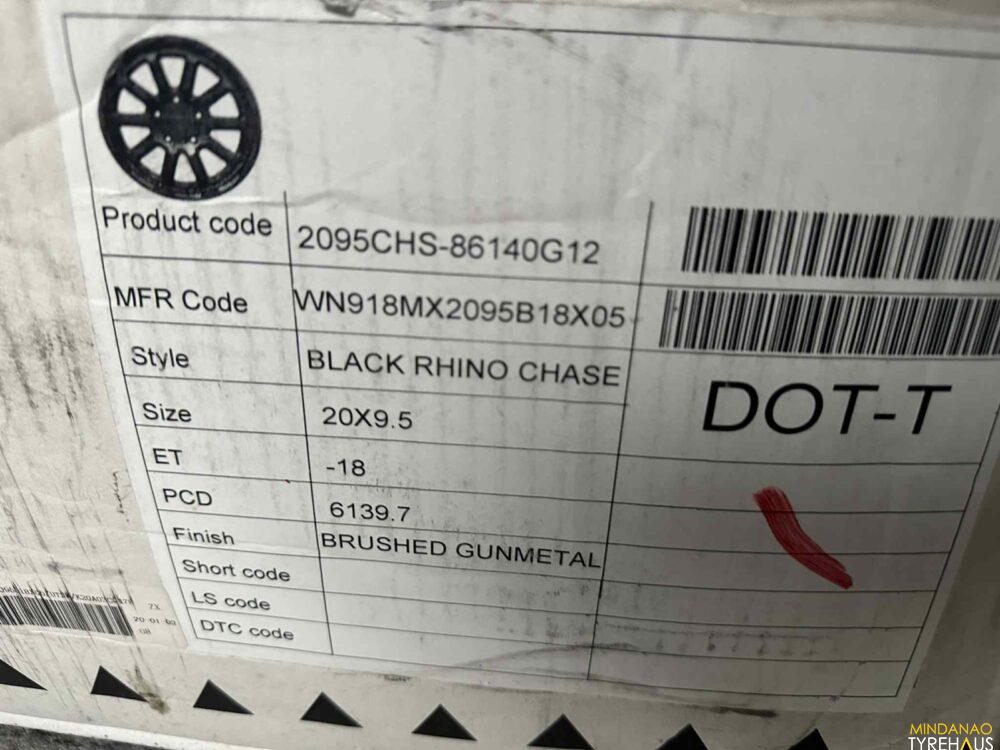 Product code 2095CHS-86140G12
MFR Code WN918MX2095B18X05
Style BLACK RHINO CHASE
DOT-T
Size 20X9.5
ET -18
PCD 6139.7
Finish BRUSHED GUNMETAL
Short code
LS code
DTC code
MINDANAO
TYREHAUS